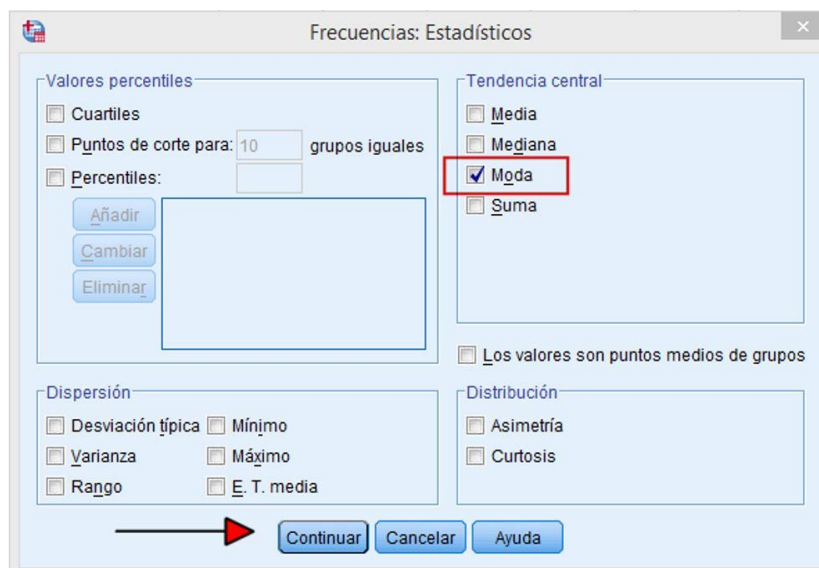 Frecuencias: Estadísticos
Valores percentiles
Cuartiles
Puntos de corte para: 10 grupos iguales
Percentiles:
Añadir
Cambiar
Eliminar
Tendencia central
Media
Mediana
Moda
Suma
Los valores son puntos medios de grupos
Dispersión
Desviación típica Mínimo
Varianza Máximo
Rango E. T. media
Distribución
Asimetría
Curtosis
Continuar Cancelar Ayuda